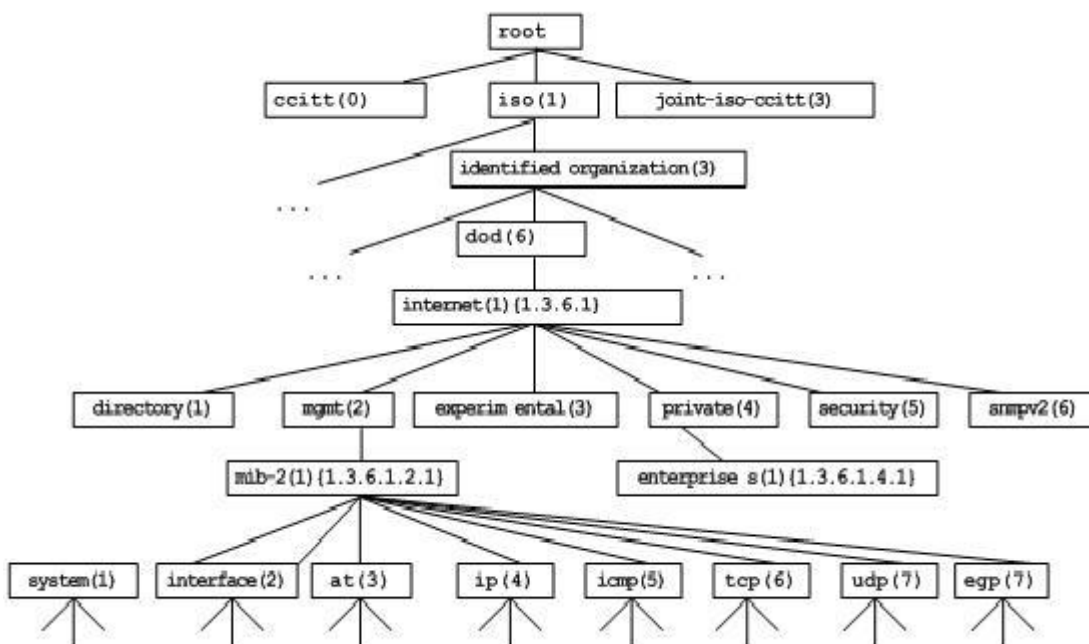 root
ccitt(0)
iso(1)
joint-iso-ccitt(3)
identified organization(3)
...
dod(6)
...
...
internet(1){1.3.6.1}
directory(1)
mgmt(2)
experim ental(3)
private(4)
security(5)
snmpv2(6)
mib-2(1){1.3.6.1.2.1}
enterprise s(1){1.3.6.1.4.1}
system(1)
interface(2)
at(3)
ip(4)
icmp(5)
tcp(6)
udp(7)
egp(7)